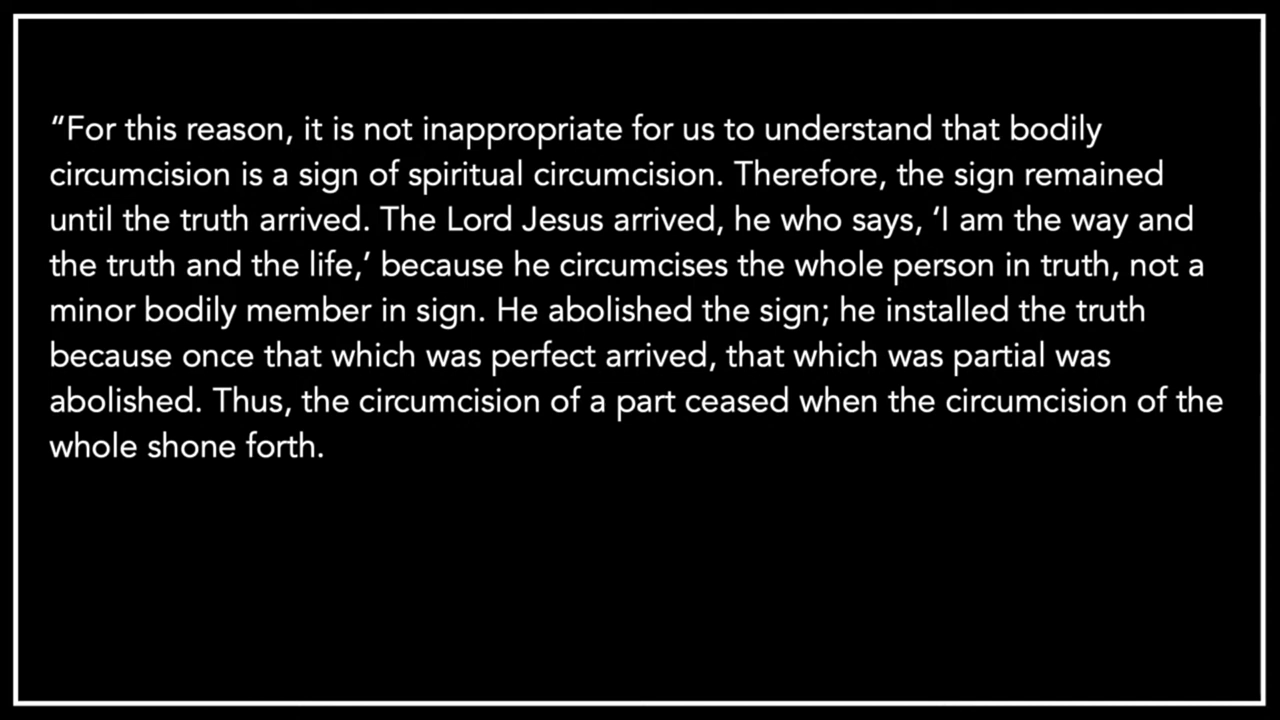 “For this reason, it is not inappropriate for us to understand that bodily
circumcision is a sign of spiritual circumcision. Therefore, the sign remained
until the truth arrived. The Lord Jesus arrived, he who says, ‘I am the way and
the truth and the life,’ because he circumcises the whole person in truth, not a
minor bodily member in sign. He abolished the sign; he installed the truth
because once that which was perfect arrived, that which was partial was
abolished. Thus, the circumcision of a part ceased when the circumcision of the
whole shone forth.